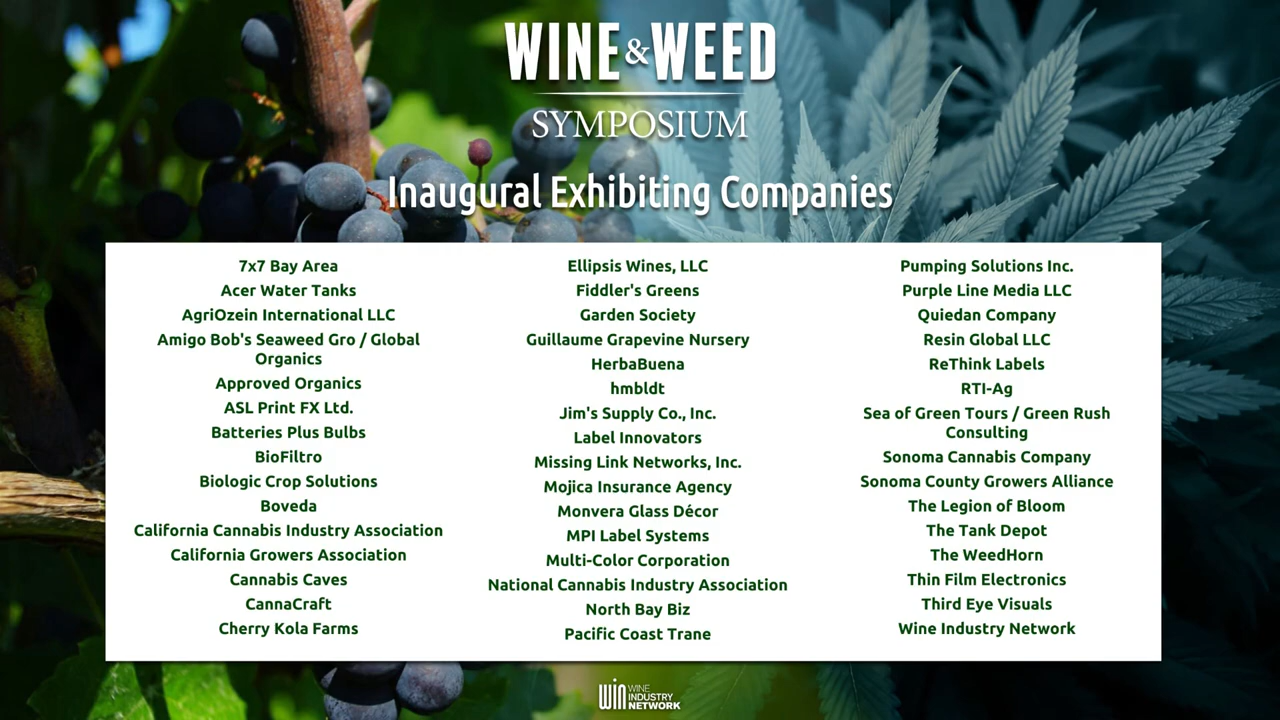 WINE & WEED
SYMPOSIUM
Inaugural Exhibiting Companies
7x7 Bay Area
Acer Water Tanks
AgriOzein International LLC
Amigo Bob's Seaweed Gro / Global
Organics
Approved Organics
ASL Print FX Ltd.
Batteries Plus Bulbs
BioFiltro
Biologic Crop Solutions
Boveda
California Cannabis Industry Association
California Growers Association
Cannabis Caves
CannaCraft
Cherry Kola Farms
Ellipsis Wines, LLC
Fiddler's Greens
Garden Society
Guillaume Grapevine Nursery
HerbaBuena
hmbldt
Jim's Supply Co., Inc.
Label Innovators
Missing Link Networks, Inc.
Mojica Insurance Agency
Monvera Glass Décor
MPI Label Systems
Multi-Color Corporation
National Cannabis Industry Association
North Bay Biz
Pacific Coast Trane
Pumping Solutions Inc.
Purple Line Media LLC
Quiedan Company
Resin Global LLC
ReThink Labels
RTI-Ag
Sea of Green Tours / Green Rush
Consulting
Sonoma Cannabis Company
Sonoma County Growers Alliance
The Legion of Bloom
The Tank Depot
The WeedHorn
Thin Film Electronics
Third Eye Visuals
Wine Industry Network
win WINE
INDUSTRY
NETWORK